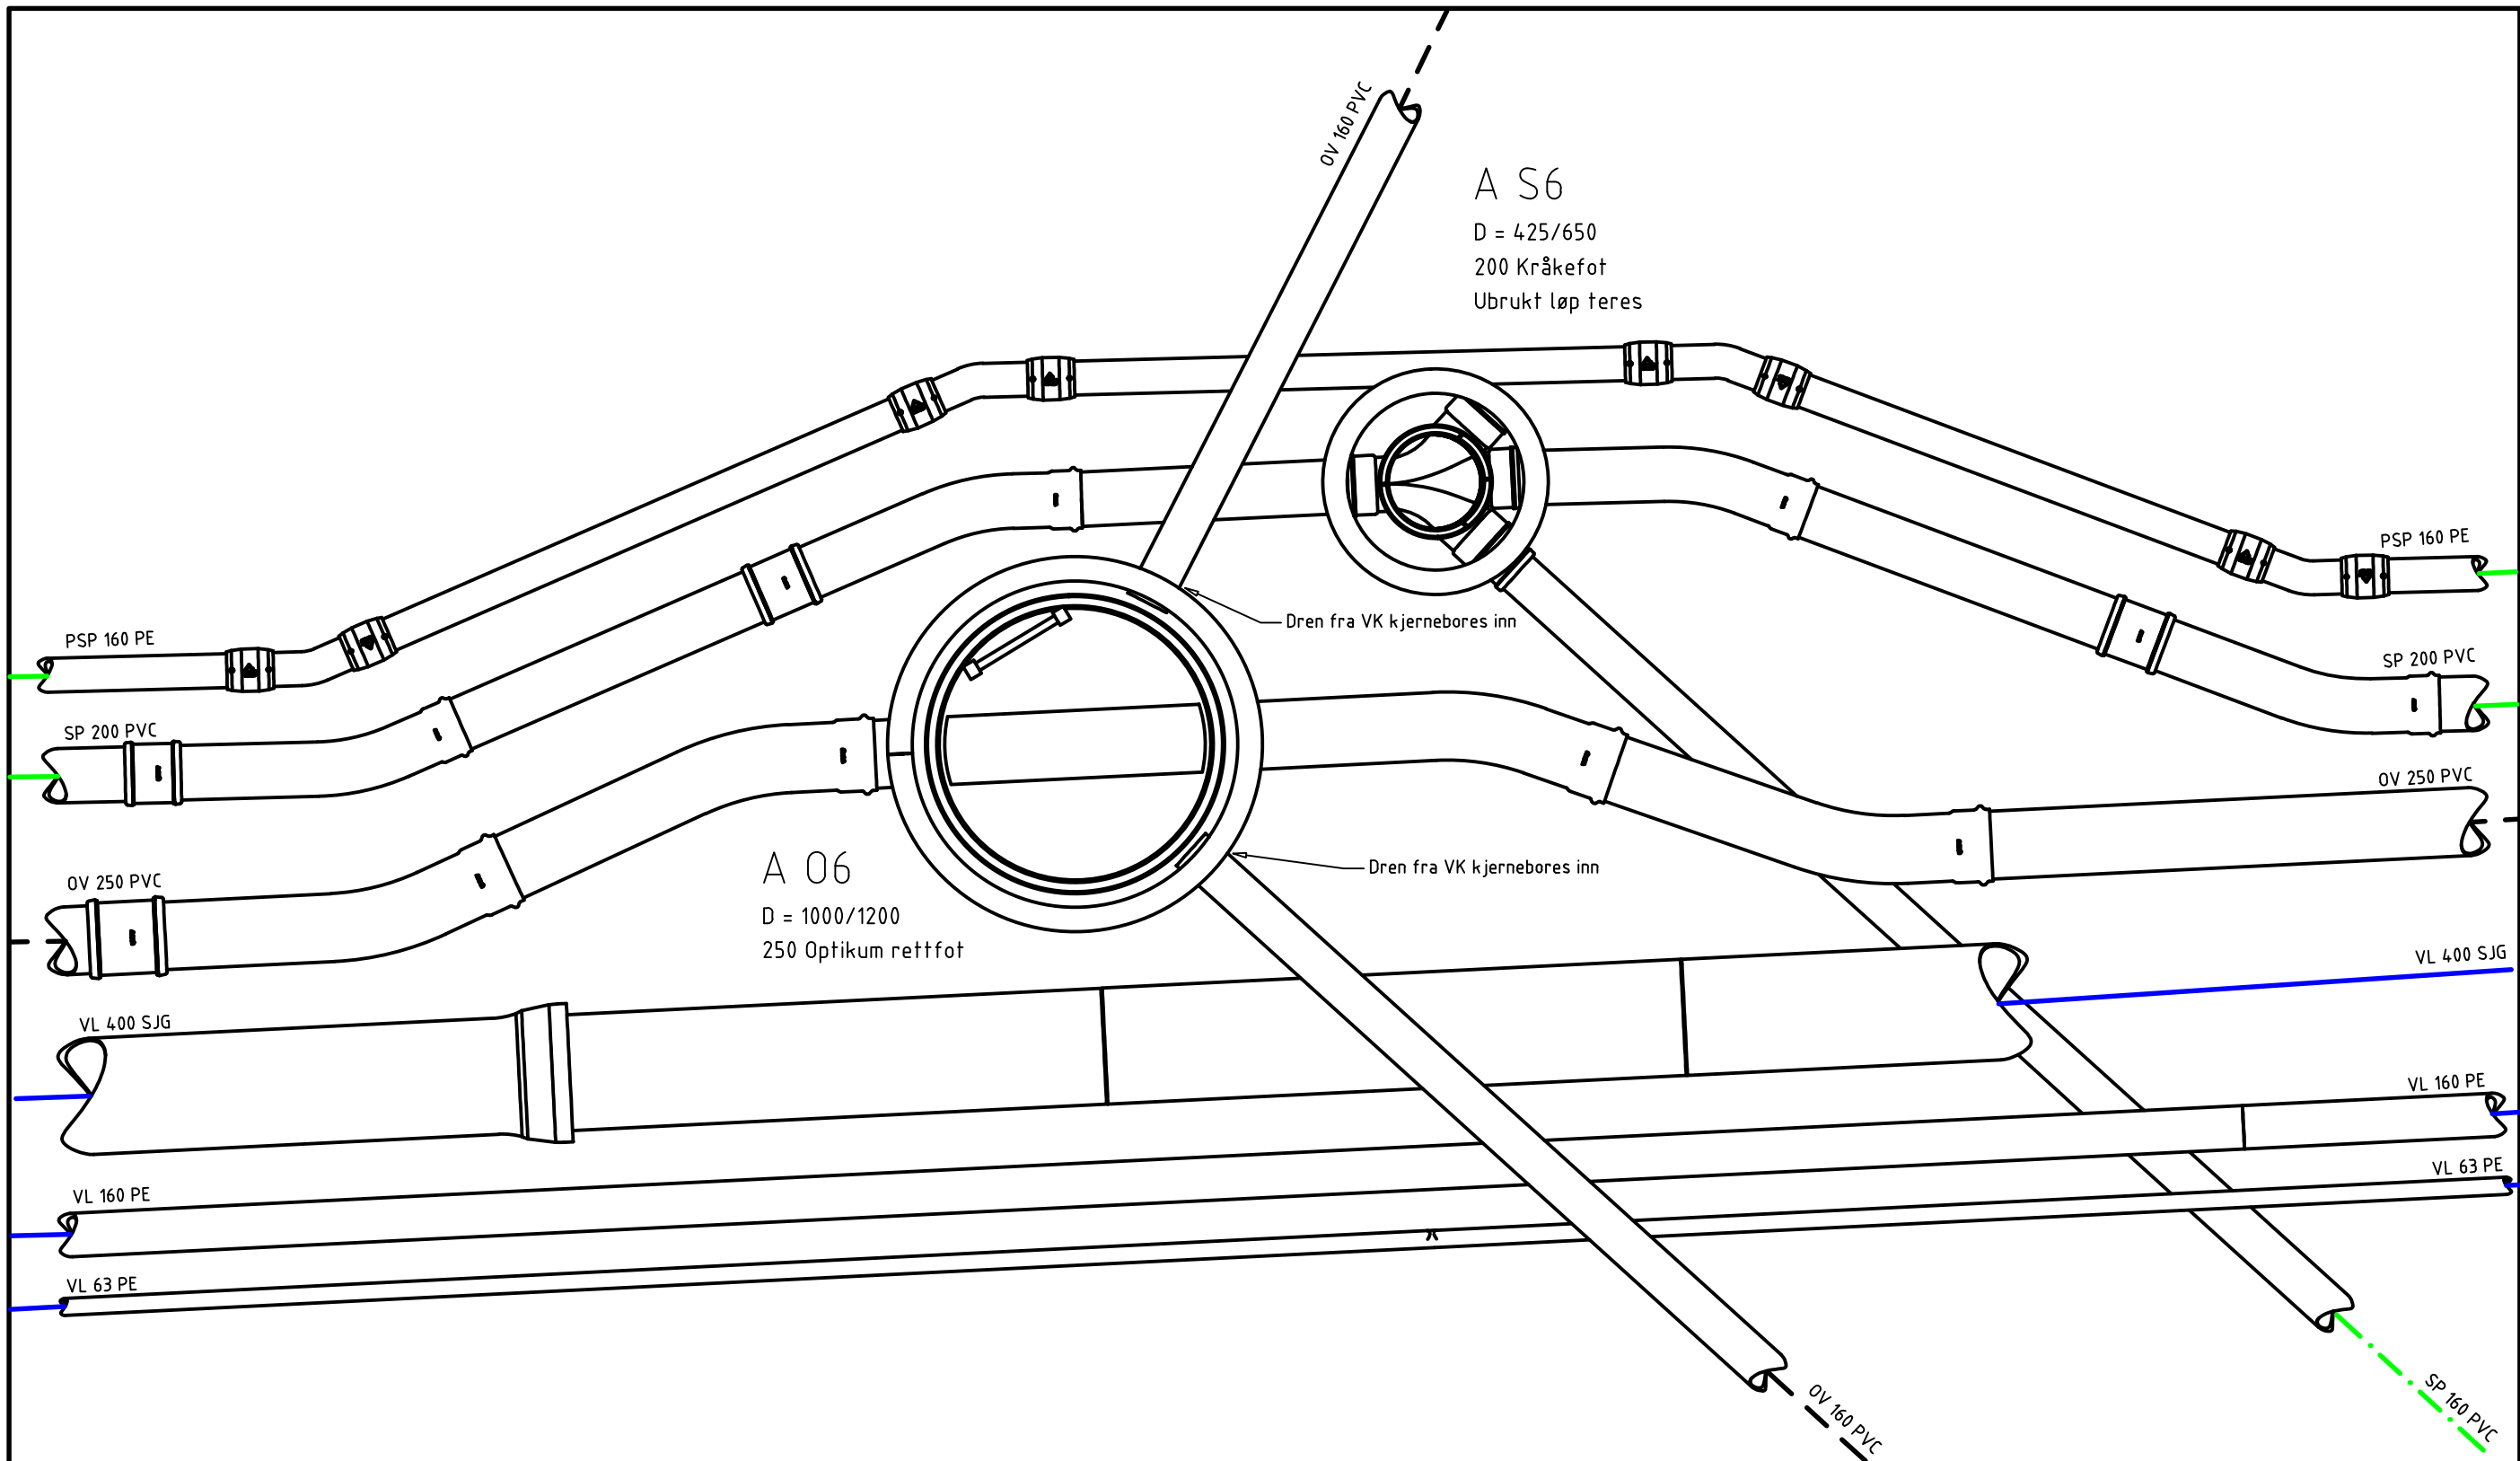 OV 160 PVC
A S6
D = 425/650
200 Kråkefot
Ubrukt løp teres
PSP 160 PE
Dren fra VK kjernebores inn
PSP 160 PE
SP 200 PVC
SP 200 PVC
OV 250 PVC
OV 250 PVC
A O6
D = 1000/1200
250 Optikum rettfot
Dren fra VK kjernebores inn
VL 400 SJG
VL 400 SJG
VL 160 PE
VL 63 PE
VL 160 PE
VL 63 PE
OV 160 PVC
SP 160 PVC